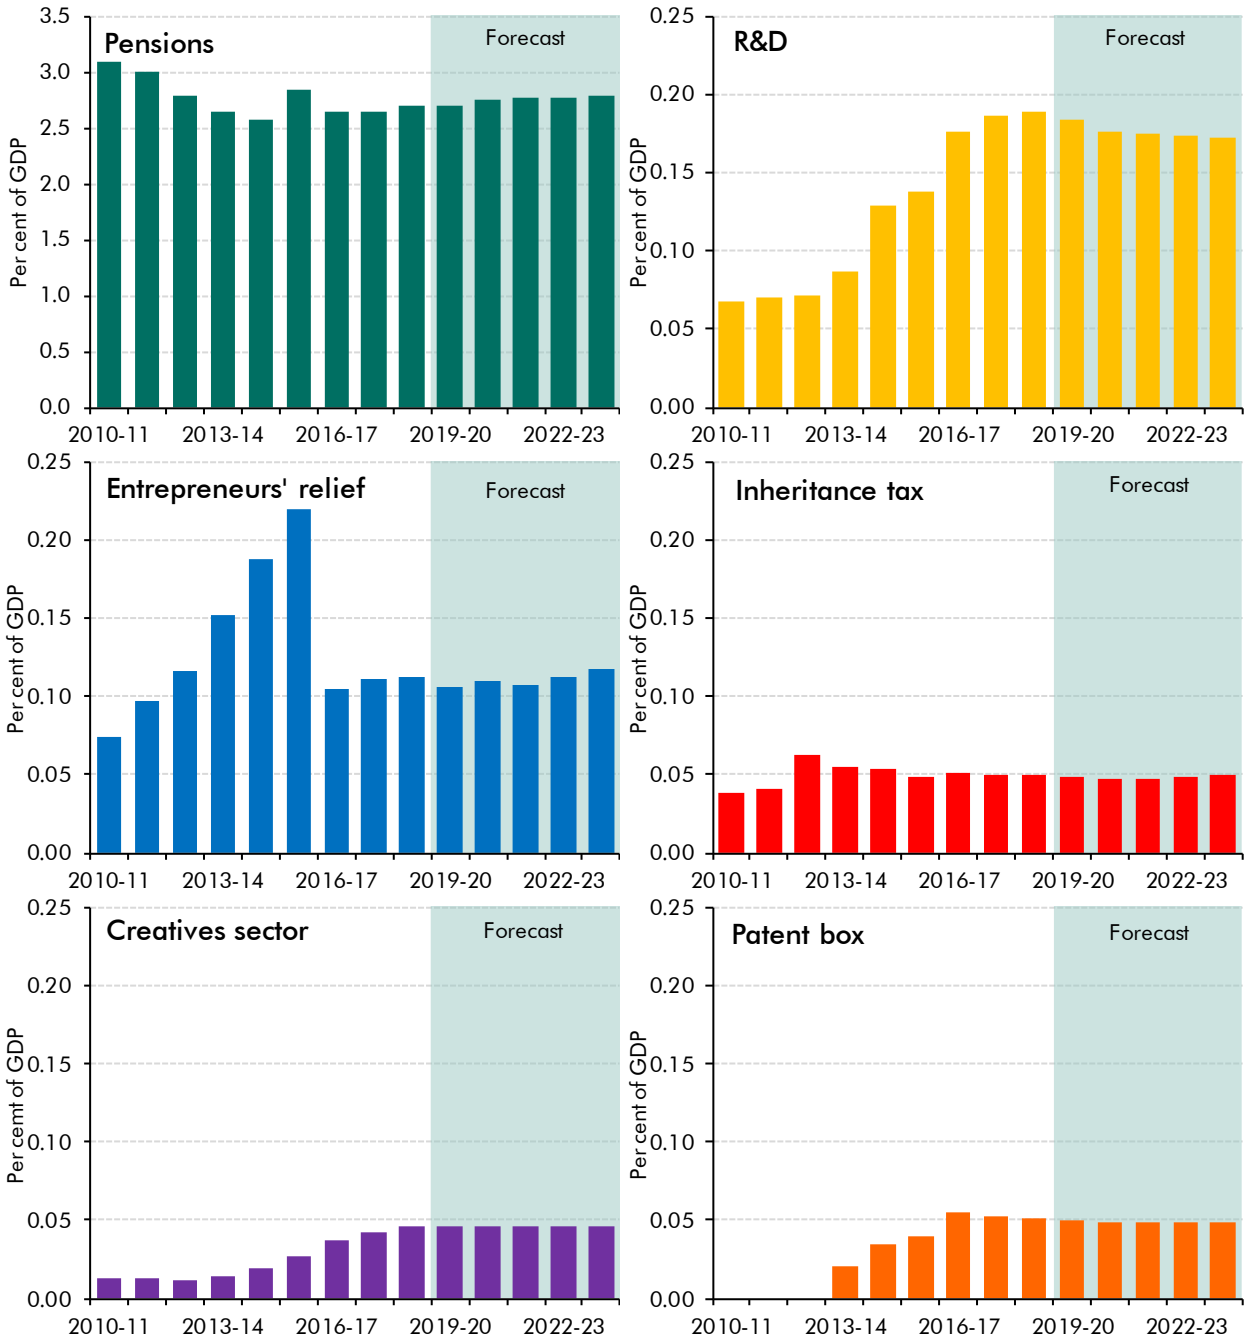 Pensions
Forecast
Per cent of GDP
3.5
3.0
2.5
2.0
1.5
1.0
0.5
0.0
2010-11 2013-14 2016-17 2019-20 2022-23
R&D
Forecast
Per cent of GDP
0.25
0.20
0.15
0.10
0.05
0.00
2010-11 2013-14 2016-17 2019-20 2022-23
Entrepreneurs' relief
Forecast
Per cent of GDP
0.25
0.20
0.15
0.10
0.05
0.00
2010-11 2013-14 2016-17 2019-20 2022-23
Inheritance tax
Forecast
Per cent of GDP
0.25
0.20
0.15
0.10
0.05
0.00
2010-11 2013-14 2016-17 2019-20 2022-23
Creatives sector
Forecast
Per cemt of GDP
0.25
0.20
0.15
0.10
0.05
0.00
2010-11 2013-14 2016-17 2019-20 2022-23
Patent box
Forecast
Per cent of GDP
0.25
0.20
0.15
0.10
0.05
0.00
2010-11 2013-14 2016-17 2019-20 2022-23